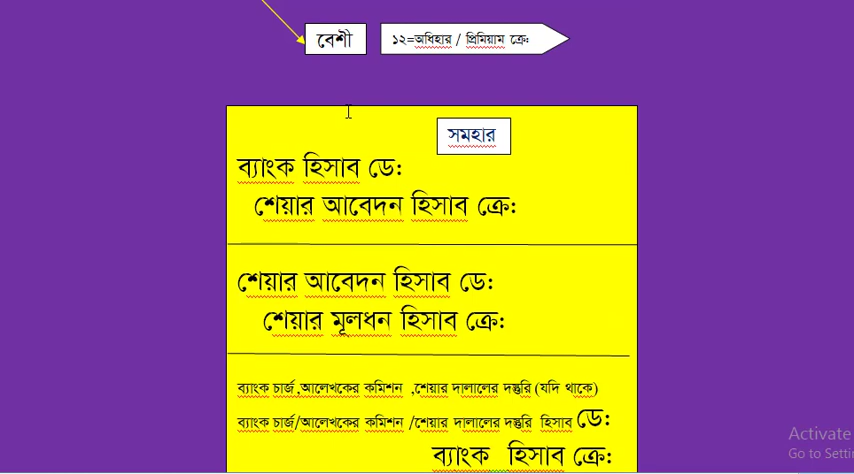 বেশী
১২=অধিহার / প্রিমিয়াম ক্রে:
সমহার
ব্যাংক হিসাব ডে:
শেয়ার আবেদন হিসাব ক্রে:
শেয়ার আবেদন হিসাব ডে:
শেয়ার মূলধন হিসাব ক্রে:
ব্যাংক চার্জ,আলেখকের কমিশন ,শেয়ার দালালের দস্তুরি (যদি থাকে)
ব্যাংক চার্জ/আলেখকের কমিশন /শেয়ার দালালের দস্তুরি হিসাব ডে:
ব্যাংক হিসাব ক্রে:
Activate
Go to Settin